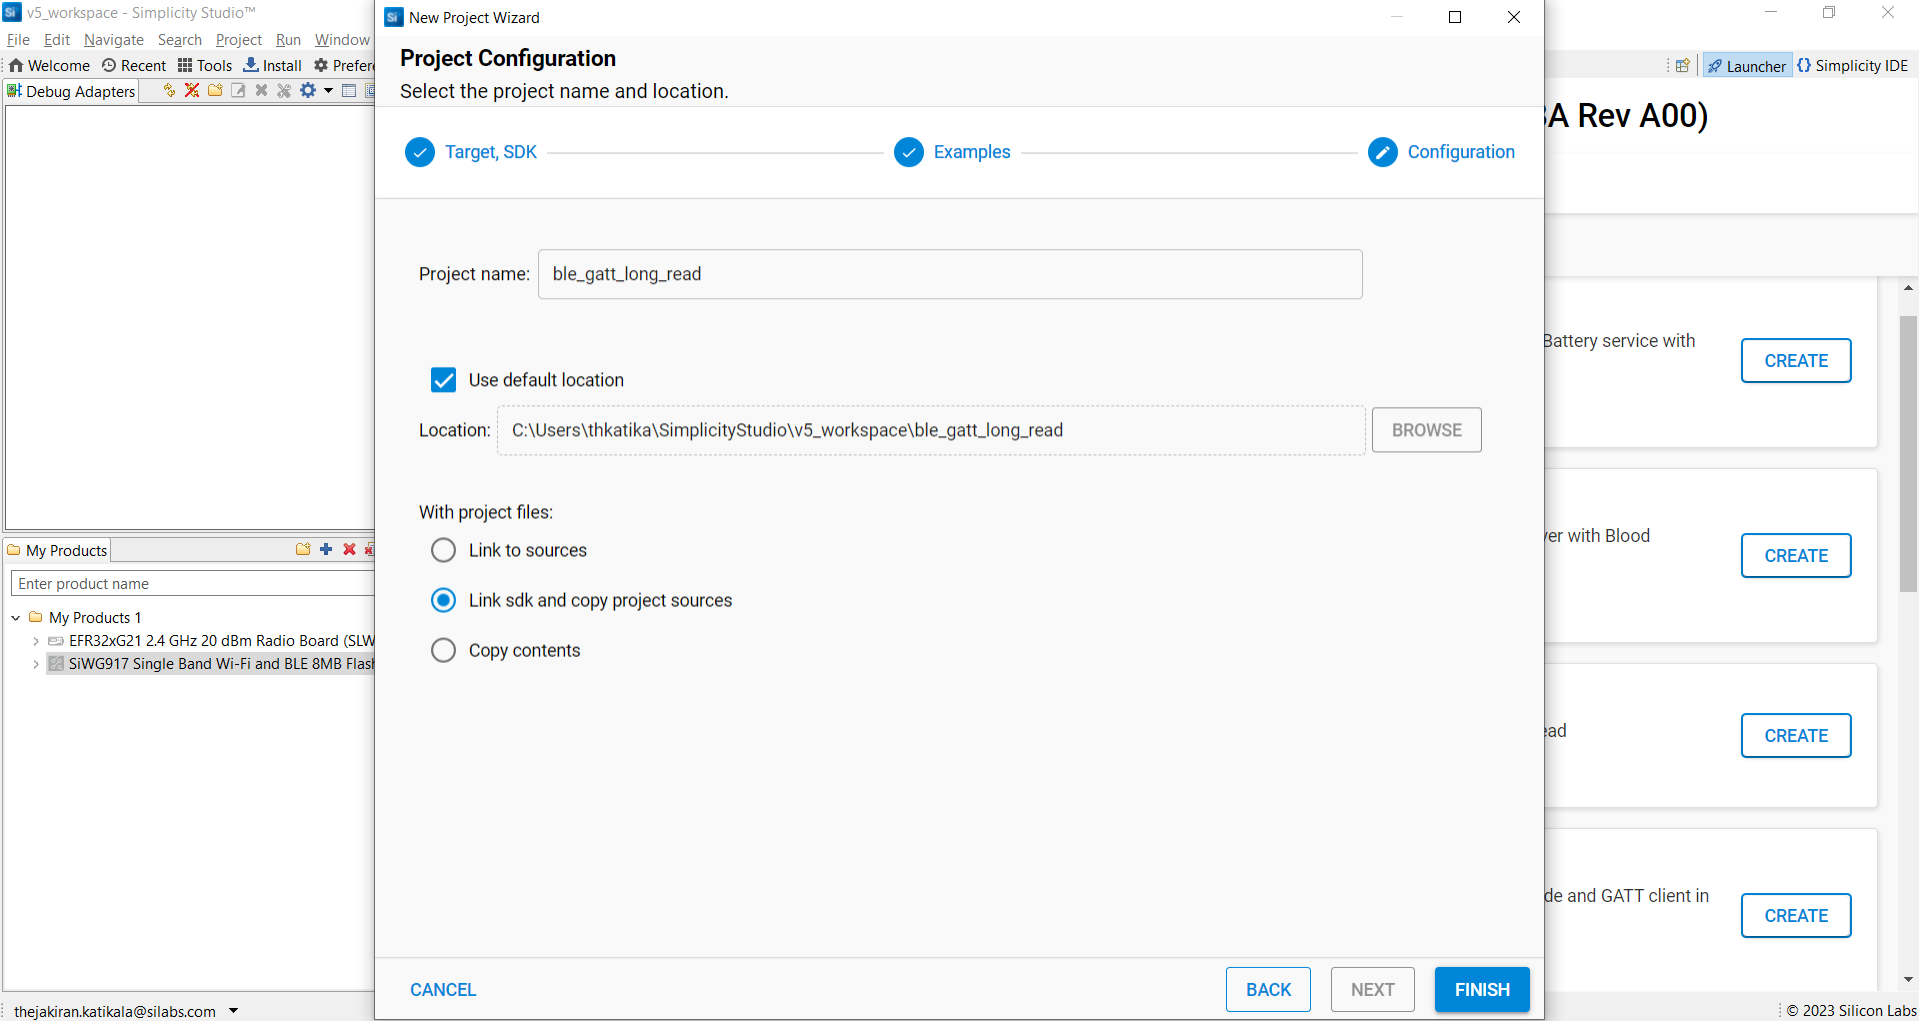 v5_workspace - Simplicity Studio™
File Edit Navigate Search Project Run Window
Welcome Recent Tools Install
Debug Adapters
My Products
Enter product name
My Products 1
EFR32xG21 2.4 GHz 20 dBm Radio Board (SLW
SiWG917 Single Band Wi-Fi and BLE 8MB
thejakiran.katikala@silabs.com
New Project Wizard
Project Configuration
Select the project name and location.
Target, SDK
Examples
Configuration
Project name: ble_gatt_long_read
Use default location
Location: C:\Users\thkatika\SimplicityStudio\v5_workspace\ble_gatt_long_read
BROWSE
With project files:
Link to sources
Link sdk and copy project sources
Copy contents
CANCEL
BACK
NEXT
FINISH
Launcher
{} Simplicity IDE
A Rev A00)
Battery service with
CREATE
with Blood
CREATE
CREATE
and GATT client in
CREATE
© 2023 Silicon Labs